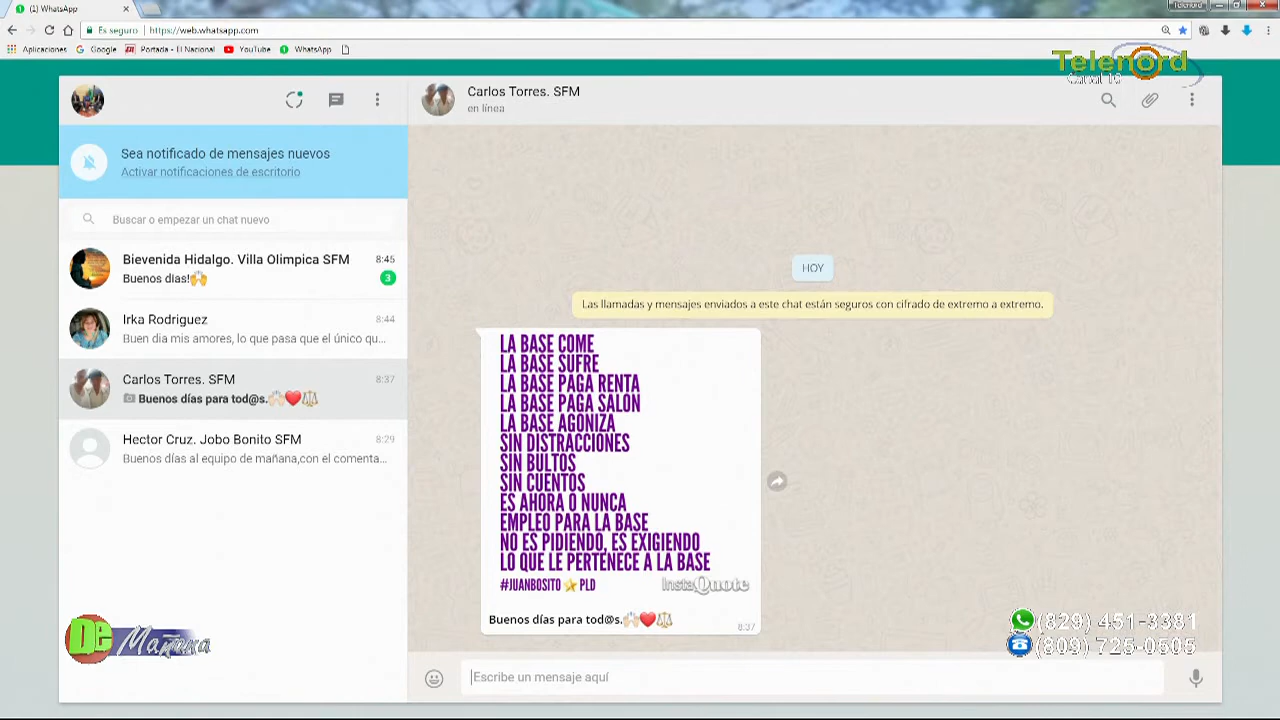 (1) WhatsApp
Telenord
Es seguro
https://web.whatsapp.com
Aplicaciones
Google
Portada - El Nacional
YouTube
WhatsApp
Telenord
Canal 10
Carlos Torres. SFM
en línea
Sea notificado de mensajes nuevos
Activar notificaciones de escritorio
Buscar o empezar un chat nuevo
Bievenida Hidalgo. Villa Olimpica SFM
8:45
Buenos dias!🙌
3
Irka Rodriguez
8:44
Buen dia mis amores, lo que pasa que el único qu...
Carlos Torres. SFM
8:37
Buenos días para tod@s.🙌🏻❤️⚖️
Hector Cruz. Jobo Bonito SFM
8:29
Buenos días al equipo de mañana,con el comenta...
HOY
Las llamadas y mensajes enviados a este chat están seguros con cifrado de extremo a extremo.
LA BASE COME
LA BASE SUFRE
LA BASE PAGA RENTA
LA BASE PAGA SALÓN
LA BASE AGONIZA
SIN DISTRACCIONES
SIN BULTOS
SIN CUENTOS
ES AHORA O NUNCA
EMPLEO PARA LA BASE
NO ES PIDIENDO, ES EXIGIENDO
LO QUE LE PERTENECE A LA BASE
#JUANBOSITO ⭐ PLD
InstaQuote
Buenos días para tod@s.🙌🏻❤️⚖️
8:37
De Mañana
(829) 451-3381
(809) 725-0505
Escribe un mensaje aquí